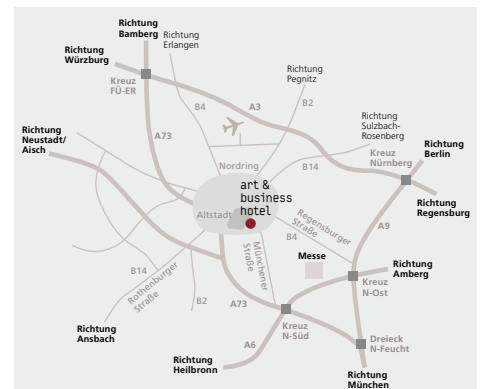 Richtung
Bamberg
Richtung
Erlangen
Richtung
Würzburg
Kreuz
FÜ-ER
Richtung
Pegnitz
B4
A3
B2
Richtung
Sulzbach-
Rosenberg
Richtung
Neustadt/
Aisch
A73
Kreuz
Nürnberg
Richtung
Berlin
Nordring
B14
art &
business
hotel
Altstadt
Richtung
Regensburg
Regensburger
Straße
A9
B4
Münchener
Straße
Messe
Richtung
Amberg
B14
Rothenburger
Straße
Kreuz
N-Ost
B2
A73
Richtung
Ansbach
Kreuz
N-Süd
Dreieck
N-Feucht
A6
Richtung
Heilbronn
Richtung
München